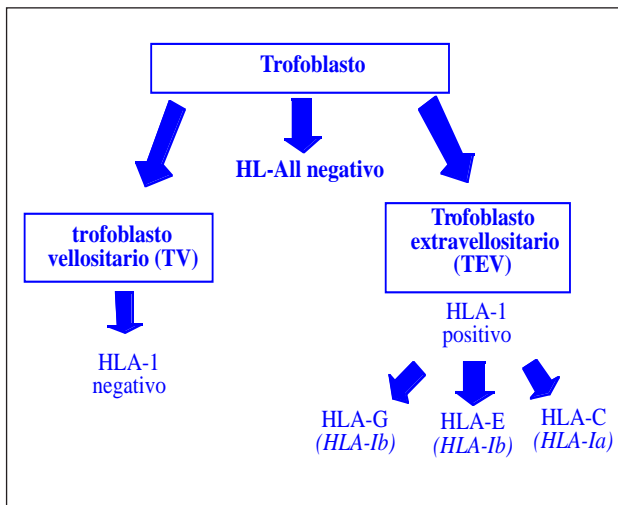 Trofoblasto
HL-All negativo
trofoblasto
vellositario (TV)
Trofoblasto
extravellositario
(TEV)
HLA-1
negativo
HLA-1
positivo
HLA-G
(HLA-Ib)
HLA-E
(HLA-Ib)
HLA-C
(HLA-Ia)